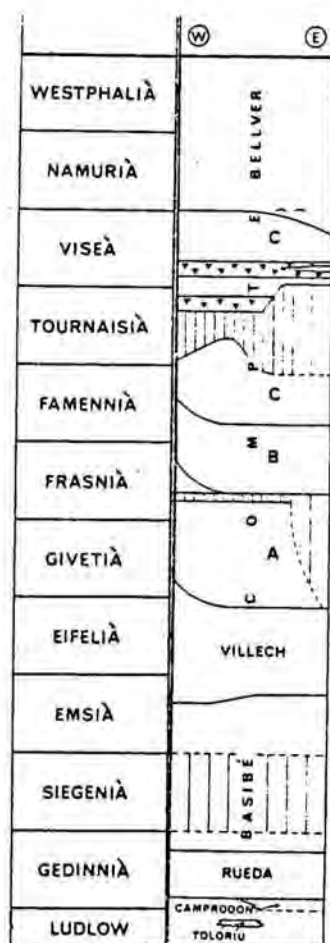 W E
WESTPHALIÀ
NAMURIÀ
VISEÀ
TOURNAISIÀ
FAMENNIÀ
FRASNIÀ
GIVETIÀ
EIFELIÀ
EMSIÀ
SIEGENIÀ
GEDINNIÀ
LUDLOW
BELLVER
COMPTE
C
C
B
A
VILLECH
BASIBÉ
RUEDA
CAMPRODON
TOLORIU